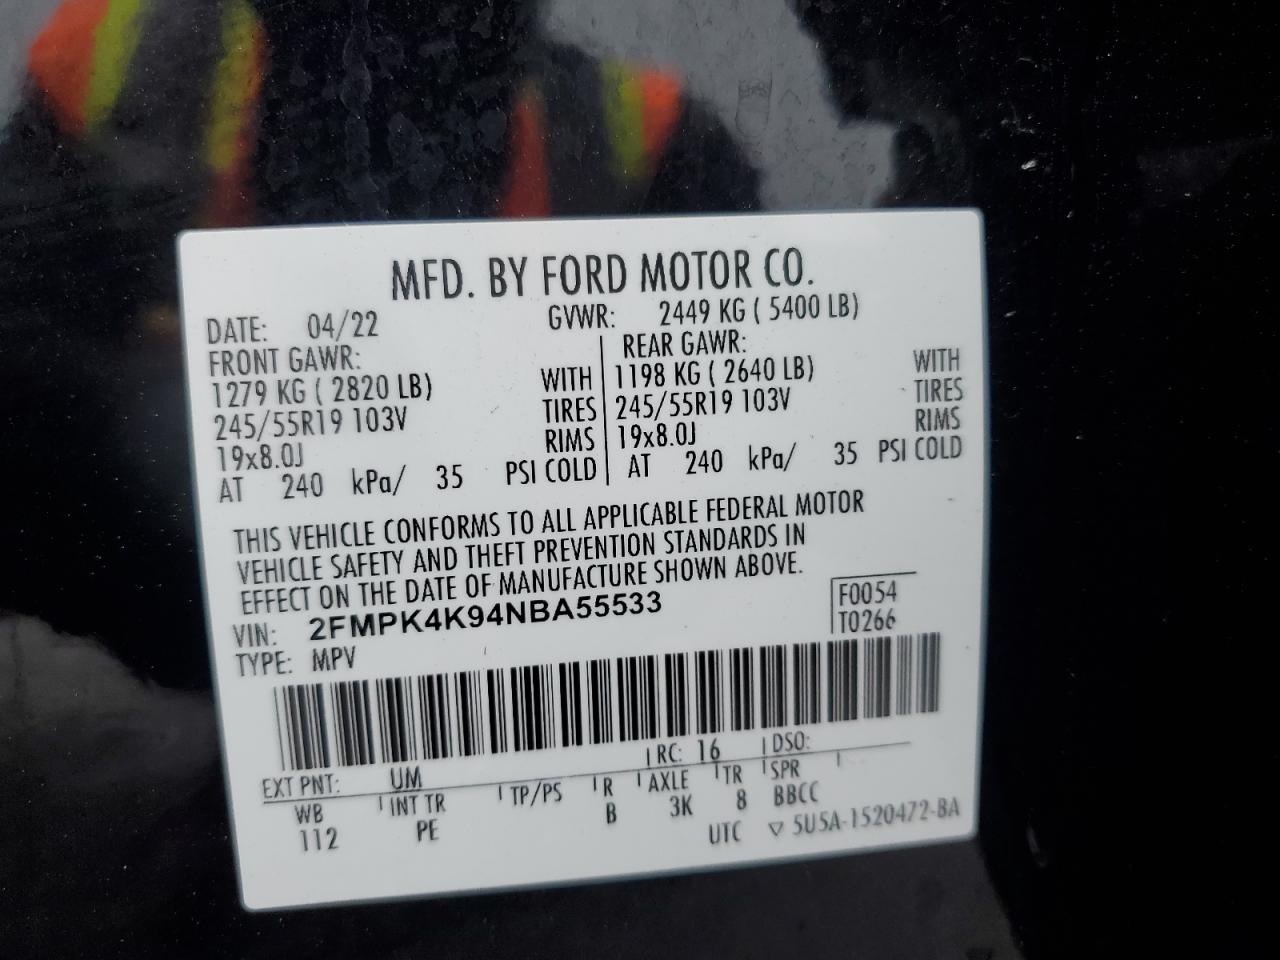 MFD. BY FORD MOTOR CO.
DATE: 04/22 GVWR: 2449 KG ( 5400 LB)
FRONT GAWR: REAR GAWR:
1279 KG ( 2820 LB) WITH 1198 KG ( 2640 LB) WITH
245/55R19 103V TIRES 245/55R19 103V TIRES
19x8.0J RIMS 19x8.0J RIMS
AT 240 kPa/ 35 PSI COLD AT 240 kPa/ 35 PSI COLD
THIS VEHICLE CONFORMS TO ALL APPLICABLE FEDERAL MOTOR
VEHICLE SAFETY AND THEFT PREVENTION STANDARDS IN
EFFECT ON THE DATE OF MANUFACTURE SHOWN ABOVE.
VIN: 2FMPK4K94NBA55533 F0054
TYPE: MPV T0266
EXT PNT: UM RC: 16 DSO:
WB INT TR TP/PS R AXLE TR SPR
112 PE B 3K 8 BBCC
UTC ▽ 5U5A-1520472-BA